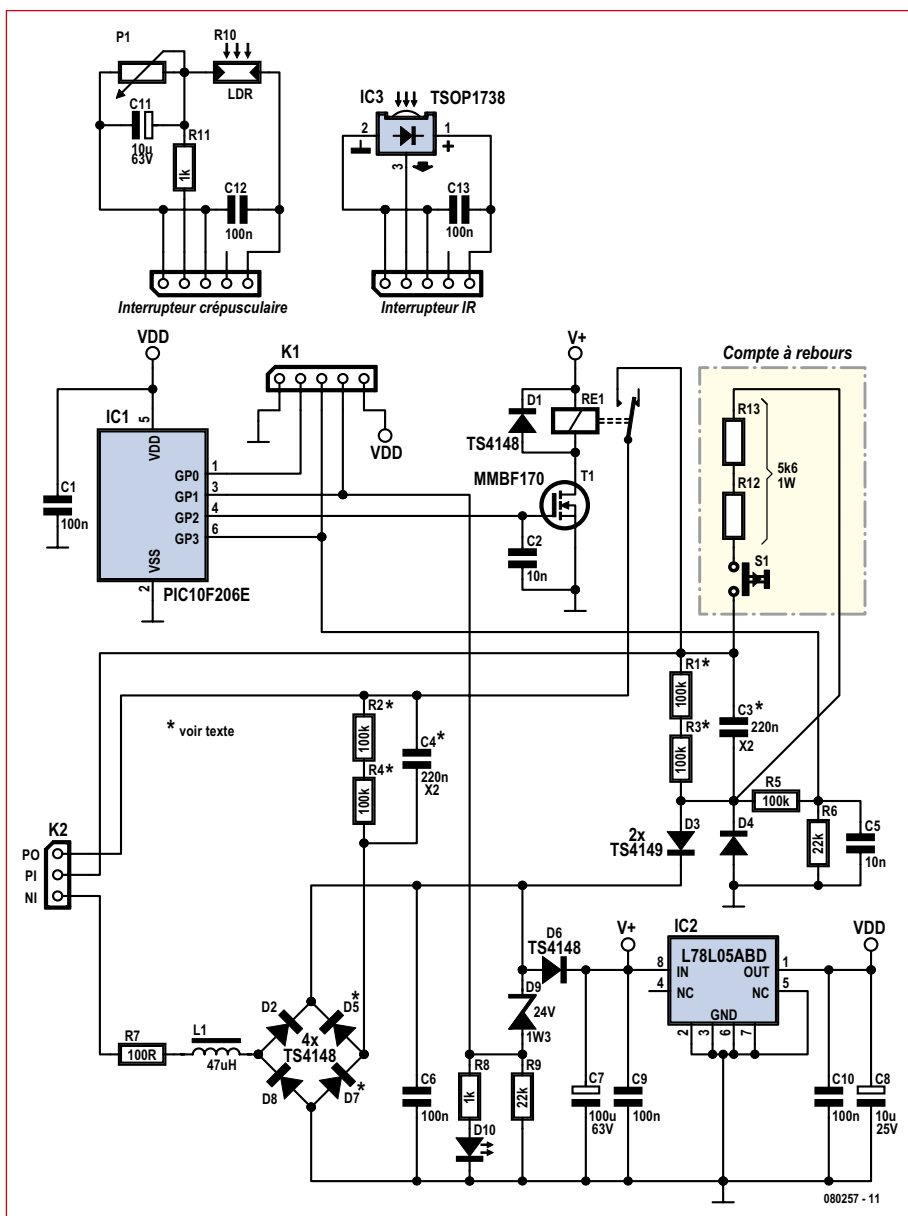 P1
R10
LDR
C11
10u
63V
R11
1k
C12
100n
Interrupteur crépusculaire
IC3
TSOP1738
2
1
+
3
C13
100n
Interrupteur IR
VDD
K1
VDD
IC1
5
VDD
GP0
1
GP1
3
GP2
4
GP3
6
VSS
2
PIC10F206E
C1
100n
V+
D1
TS4148
RE1
MMBF170
T1
C2
10n
Compte à rebours
R13
R12
5k6
1W
S1
* voir texte
R2*
100k
R4*
100k
C4*
220n
X2
R1*
100k
R3*
100k
C3*
220n
X2
R5
100k
R6
22k
C5
10n
D3
D4
2x
TS4149
K2
PO
PI
NI
R7
100R
L1
47uH
D2
D5*
4x
TS4148
D8
D7*
C6
100n
D6
TS4148
D9
24V
1W3
R8
1k
R9
22k
D10
V+
C7
100u
63V
C9
100n
IC2
L78L05ABD
8
IN
OUT
1
4
NC
NC
5
GND
2
3
6
7
VDD
C10
100n
C8
10u
25V
080257 - 11